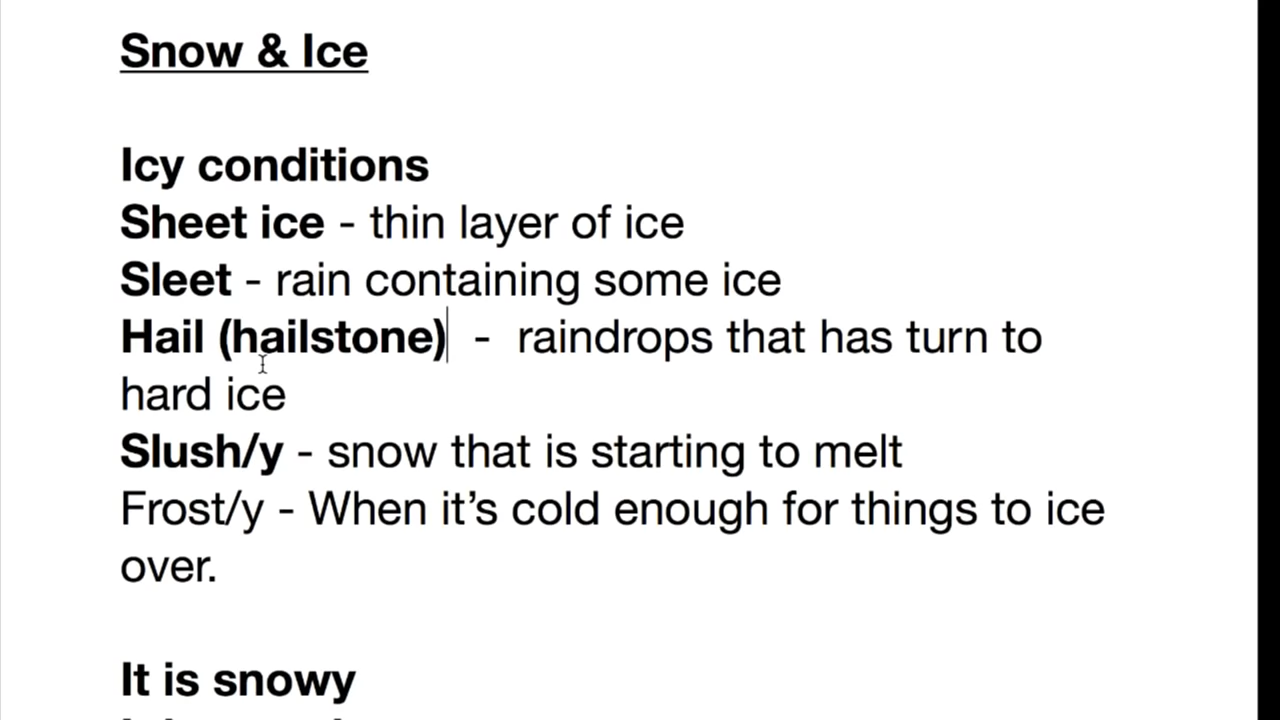 Snow & Ice
Icy conditions
Sheet ice - thin layer of ice
Sleet - rain containing some ice
Hail (hailstone)  -  raindrops that has turn to
hard ice
Slush/y - snow that is starting to melt
Frost/y - When it’s cold enough for things to ice
over.
It is snowy